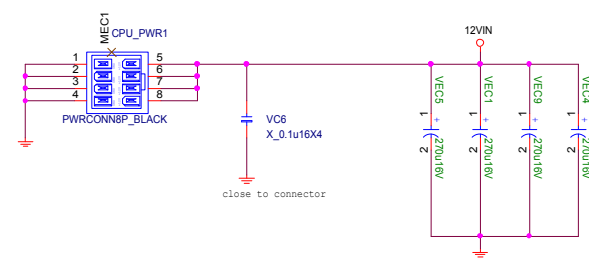 MEC1
CPU_PWR1
1 5
2 6
3 7
4 8
PWRCONN8P_BLACK
VC6
X_0.1u16X4
close to connector
12VIN
VEC5
1
+
2
270u16V
VEC1
1
+
2
270u16V
VEC9
1
+
2
270u16V
VEC4
1
+
2
270u16V